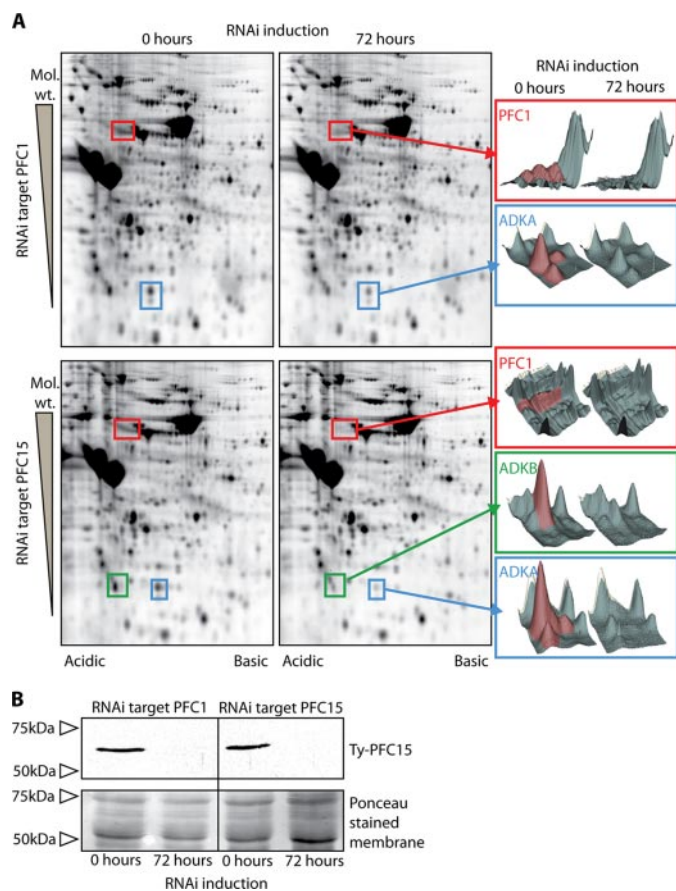 A
RNAi induction
0 hours
72 hours
Mol.
wt.
RNAi target PFC1
RNAi induction
0 hours
72 hours
PFC1
ADKA
Mol.
wt.
RNAi target PFC15
PFC1
ADKB
ADKA
Acidic
Basic
Acidic
Basic
B
RNAi target PFC1
RNAi target PFC15
75kDa
50kDa
Ty-PFC15
75kDa
50kDa
Ponceau
stained
membrane
0 hours
72 hours
0 hours
72 hours
RNAi induction